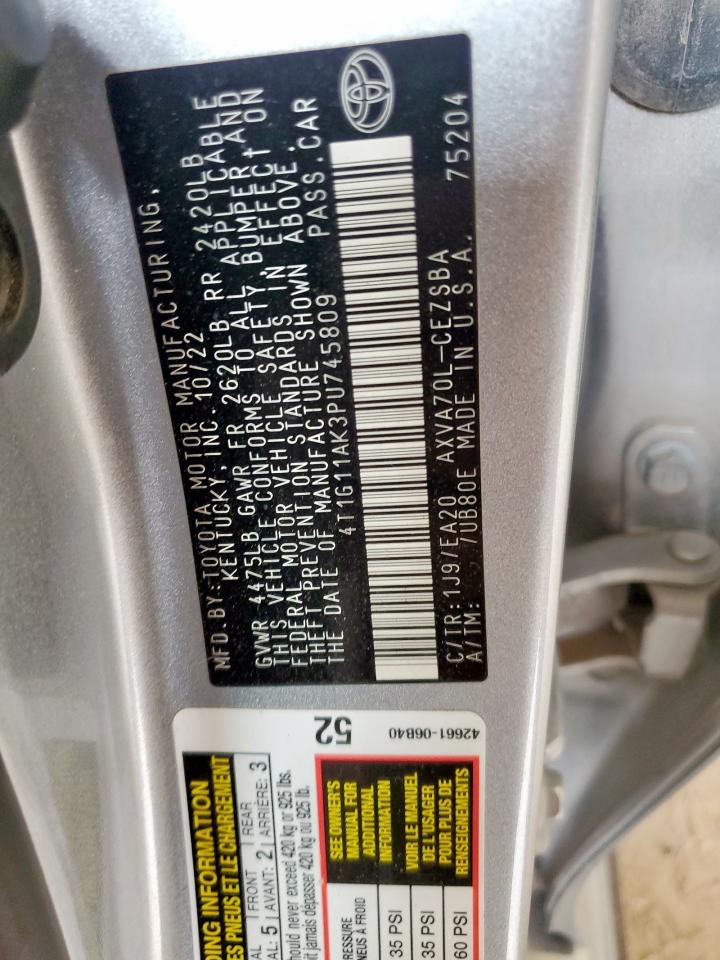 MFD.BY:TOYOTA MOTOR MANUFACTURING,
KENTUCKY, INC. 10/22
GVWR 4475LB GAWR FR 2620LB RR 2420LB
THIS VEHICLE CONFORMS TO ALL APPLICABLE
FEDERAL MOTOR VEHICLE SAFETY, BUMPER, AND
THEFT PREVENTION STANDARDS IN EFFECT ON
THE DATE OF MANUFACTURE SHOWN ABOVE.
4T1G11AK3PU745809 PASS.CAR
C/TR:1J9/EA20 AXVA70L-CEZSBA 75204
A/TM: /UB80E MADE IN U.S.A.
52
42661-06B40
DING INFORMATION
ES PNEUS ET LE CHARGEMENT
AL FRONT REAR
AL: 5 AVANT: 2 ARRIÈRE: 3
hould never exceed 420 kg or 925 lbs.
it jamais dépasser 420 kg ou 925 lb.
RESSURE
NEUS À FROID
35 PSI
35 PSI
60 PSI
SEE OWNER'S
MANUAL FOR
ADDITIONAL
INFORMATION
VOIR LE MANUEL
DE L'USAGER
POUR PLUS DE
RENSEIGNEMENTS